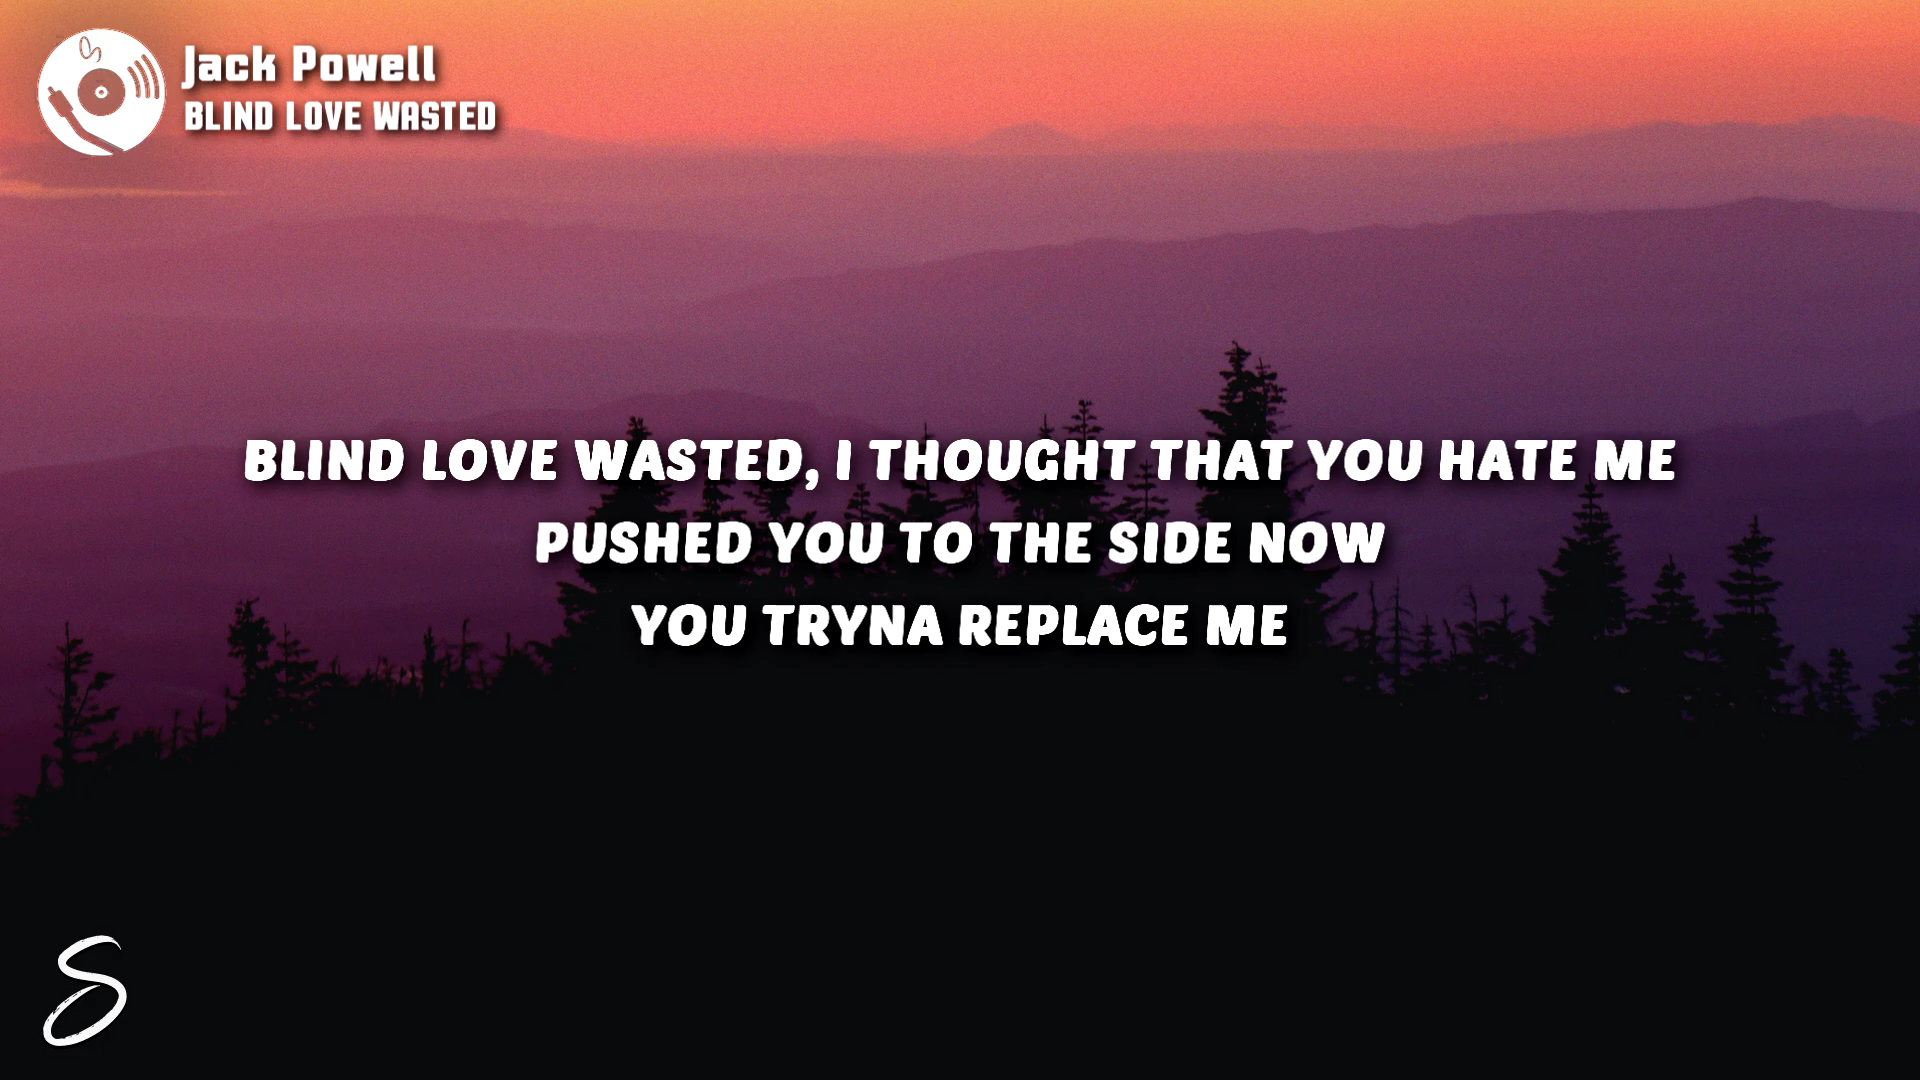 Jack Powell
BLIND LOVE WASTED
BLIND LOVE WASTED, I THOUGHT THAT YOU HATE ME
PUSHED YOU TO THE SIDE NOW
YOU TRYNA REPLACE ME
S